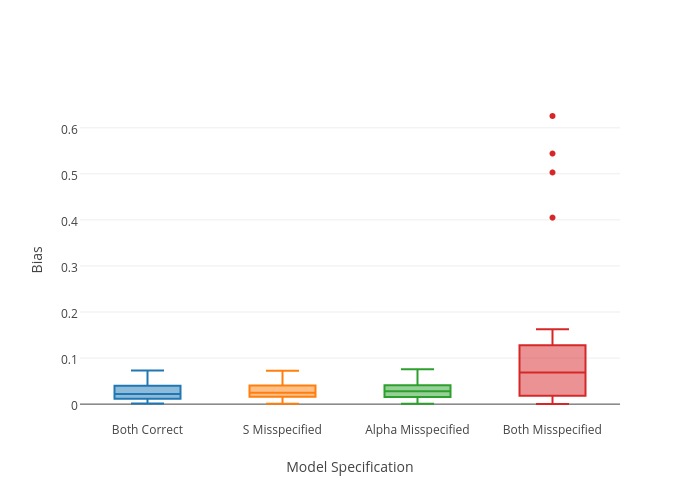 0.6
0.5
0.4
0.3
0.2
0.1
0
Bias
Both Correct
S Misspecified
Alpha Misspecified
Both Misspecified
Model Specification